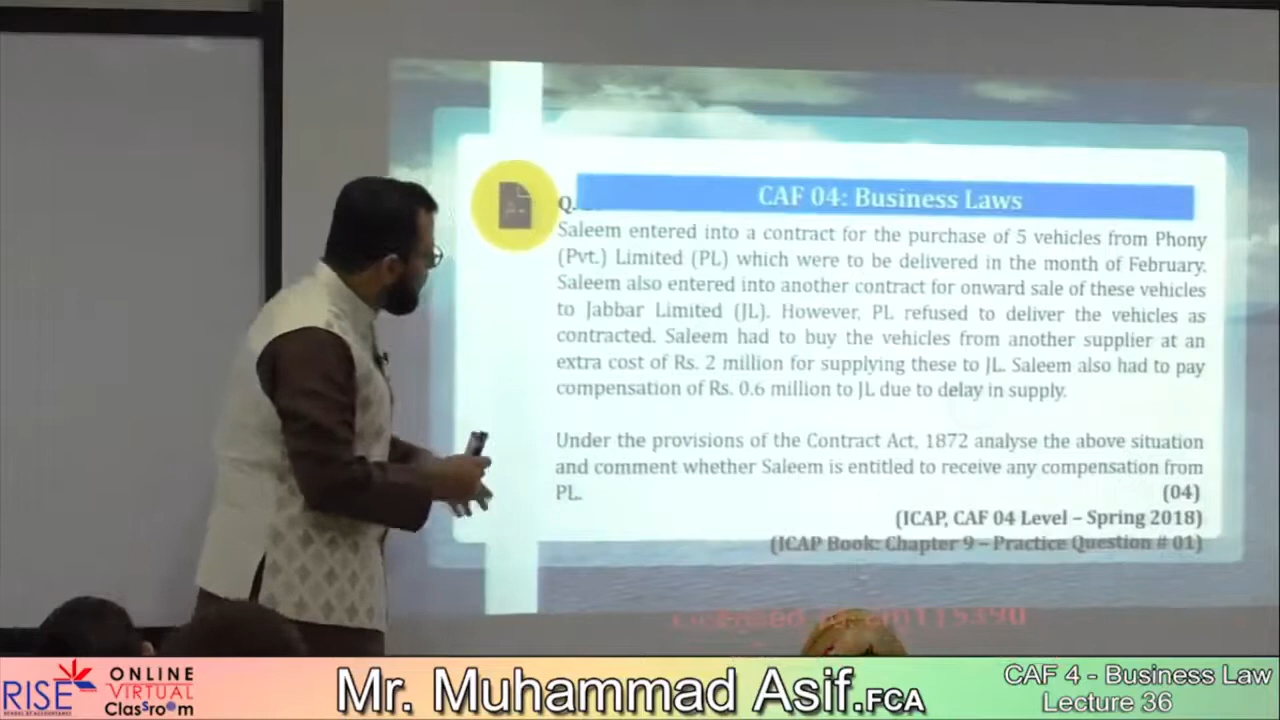 CAF 04: Business Laws
Q.
Saleem entered into a contract for the purchase of 5 vehicles from Phony
(Pvt.) Limited (PL) which were to be delivered in the month of February.
Saleem also entered into another contract for onward sale of these vehicles
to Jabbar Limited (JL). However, PL refused to deliver the vehicles as
contracted. Saleem had to buy the vehicles from another supplier at an
extra cost of Rs. 2 million for supplying these to JL. Saleem also had to pay
compensation of Rs. 0.6 million to JL due to delay in supply.
Under the provisions of the Contract Act, 1872 analyse the above situation
and comment whether Saleem is entitled to receive any compensation from
PL. (04)
(ICAP, CAF 04 Level – Spring 2018)
(ICAP Book: Chapter 9 – Practice Question # 01)
RISE
ONLINE
VIRTUAL
Classroom
Mr. Muhammad Asif.FCA
CAF 4 - Business Law
Lecture 36